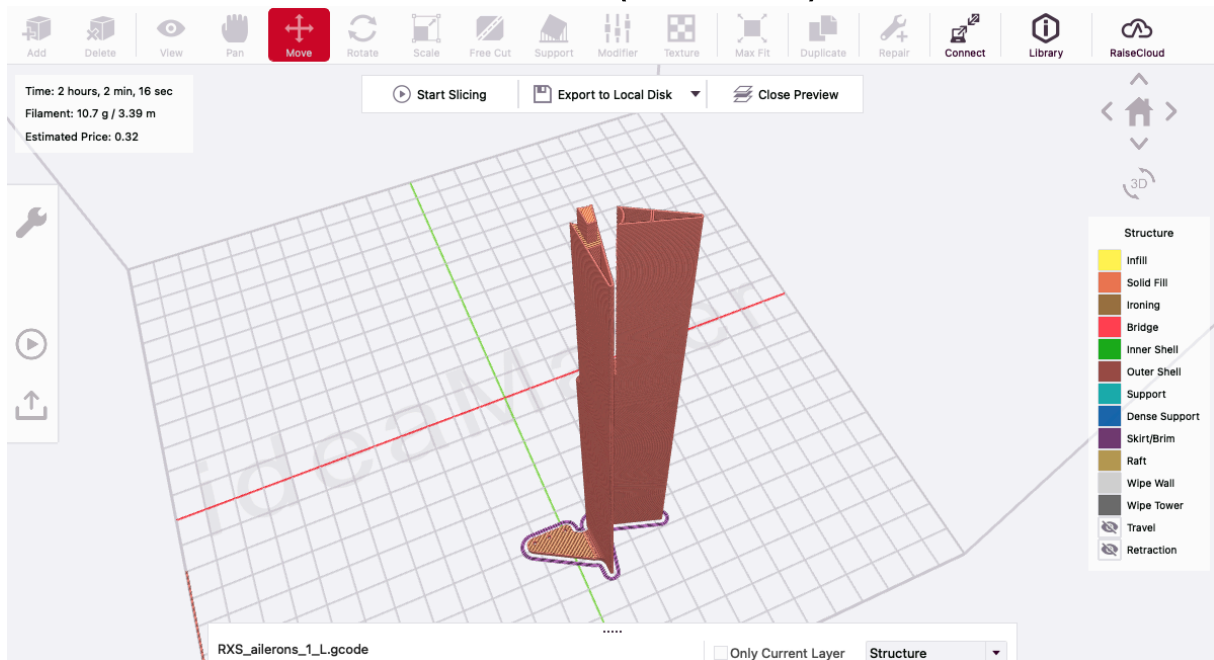 Add Delete View Pan Move Rotate Scale Free Cut Support Modifier Texture Max Fit Duplicate Repair Connect Library RaiseCloud
Time: 2 hours, 2 min, 16 sec
Filament: 10.7 g / 3.39 m
Estimated Price: 0.32
Start Slicing Export to Local Disk Close Preview
3D
Structure
Infill
Solid Fill
Ironing
Bridge
Inner Shell
Outer Shell
Support
Dense Support
Skirt/Brim
Raft
Wipe Wall
Wipe Tower
Travel
Retraction
ideaMaker
RXS_ailerons_1_L.gcode
Only Current Layer Structure